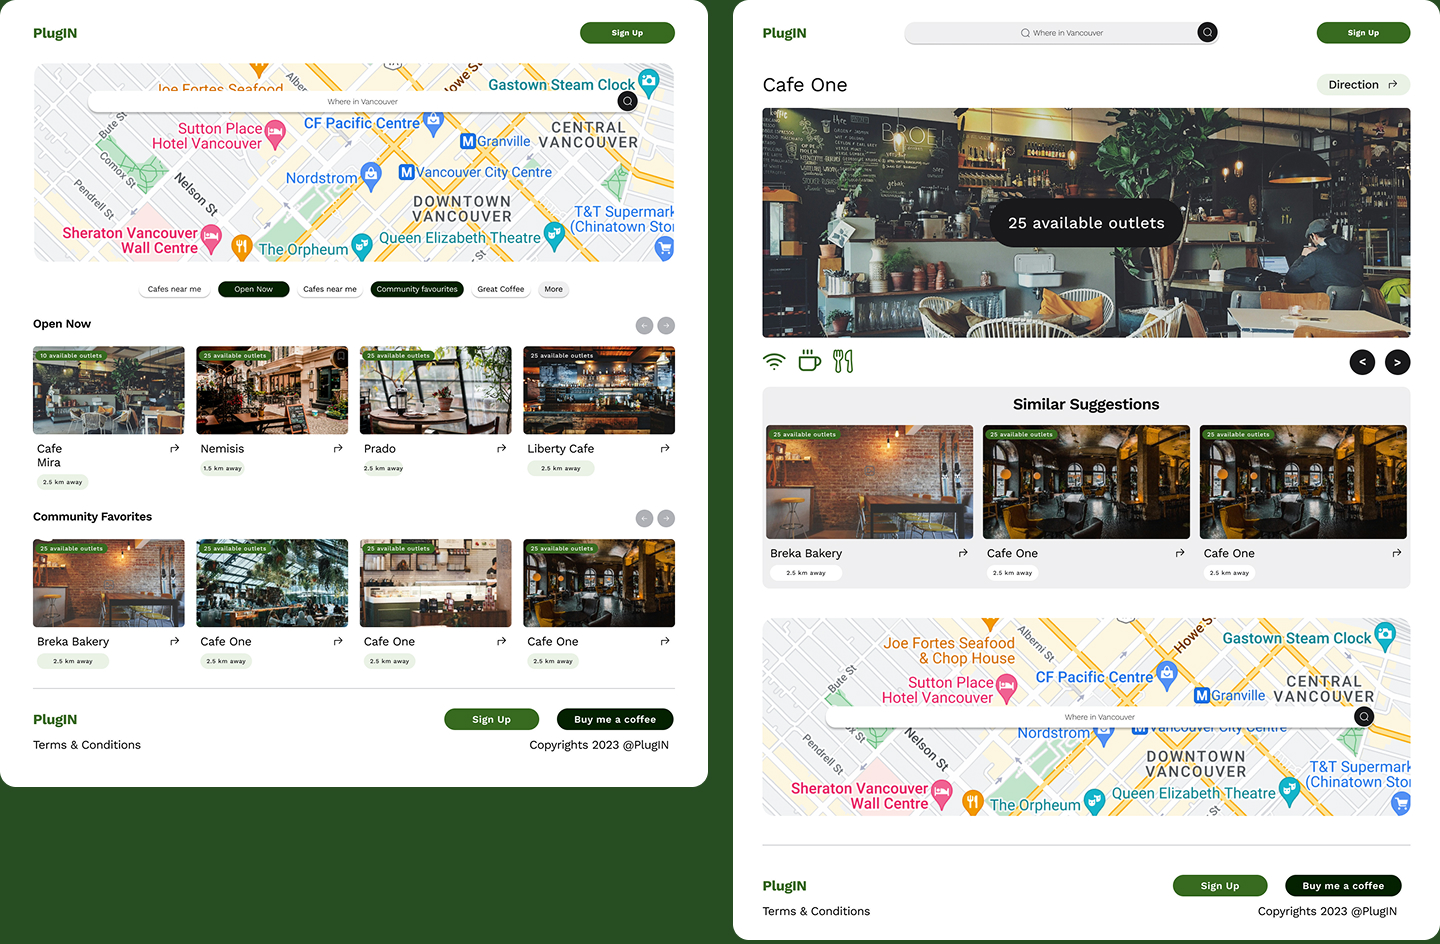 PlugIN
Sign Up
Joe Fortes Seafood
Alberni
Howe St
Gastown Steam Clock
Where in Vancouver
Bute St
Sutton Place
Hotel Vancouver
CF Pacific Centre
M Granville
CENTRAL
VANCOUVER
Comox St
Nordstrom
M Vancouver City Centre
Pendrell St
Nelson St
DOWNTOWN
VANCOUVER
T&T Supermark
(Chinatown Stor
Sheraton Vancouver
Wall Centre
The Orpheum
Queen Elizabeth Theatre
Cafes near me
Open Now
Cafes near me
Community favourites
Great Coffee
More
Open Now
← →
10 available outlets
25 available outlets
25 available outlets
25 available outlets
Cafe
Mira
Nemisis
Prado
Liberty Cafe
2.5 km away
1.5 km away
2.5 km away
2.5 km away
Community Favorites
← →
25 available outlets
25 available outlets
25 available outlets
25 available outlets
Breka Bakery
Cafe One
Cafe One
Cafe One
2.5 km away
2.5 km away
2.5 km away
2.5 km away
PlugIN
Sign Up
Buy me a coffee
Terms & Conditions
Copyrights 2023 @PlugIN
PlugIN
Where in Vancouver
Sign Up
Cafe One
Direction
koffie
thee
BROE
gebak
25 available outlets
< >
Similar Suggestions
25 available outlets
25 available outlets
25 available outlets
Breka Bakery
Cafe One
Cafe One
2.5 km away
2.5 km away
2.5 km away
Joe Fortes Seafood
& Chop House
Alberni St
Howe S
Gastown Steam Clock
Bute St
Sutton Place
Hotel Vancouver
CF Pacific Centre
M Granville
CENTRAL
VANCOUVER
Where in Vancouver
Nordstrom
Vancouver City Centre
Pendrell St
Nelson St
DOWNTOWN
VANCOUVER
T&T Supermark
(Chinatown Stor
Sheraton Vancouver
Wall Centre
The Orpheum
Queen Elizabeth Theatre
PlugIN
Sign Up
Buy me a coffee
Terms & Conditions
Copyrights 2023 @PlugIN